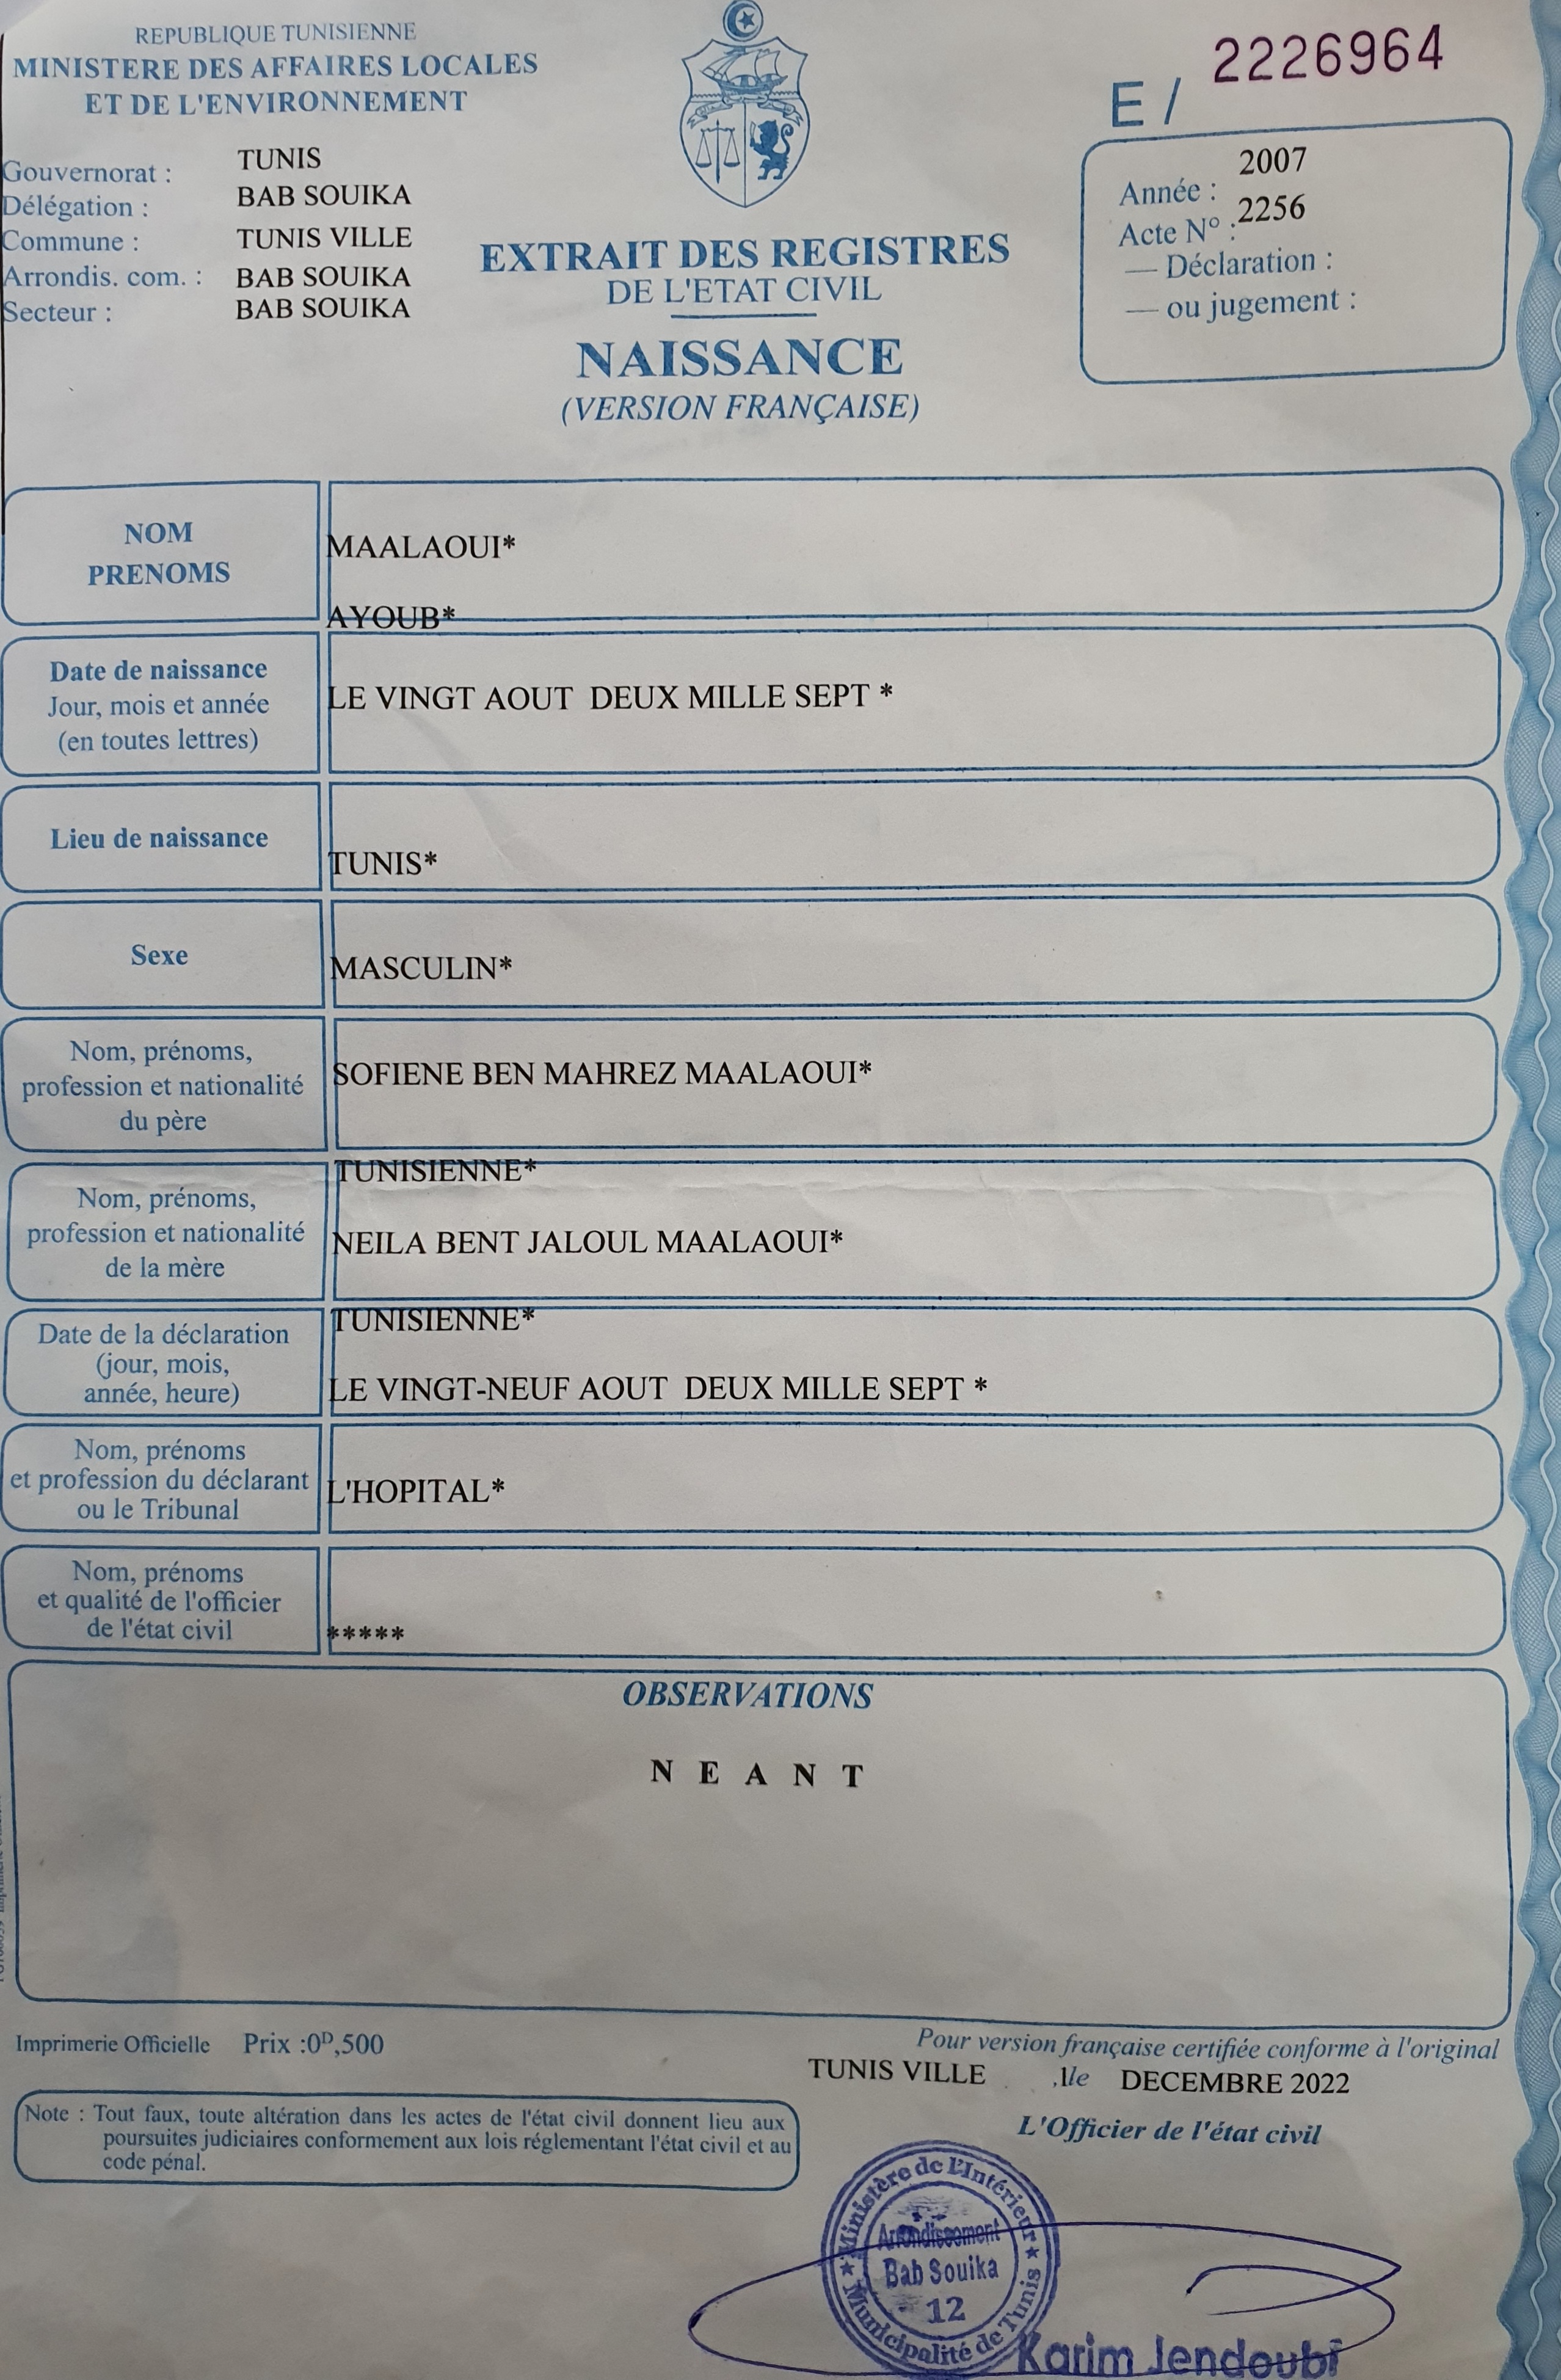 REPUBLIQUE TUNISIENNE
MINISTERE DES AFFAIRES LOCALES
ET DE L'ENVIRONNEMENT
E / 2226964
Gouvernorat : TUNIS
Délégation : BAB SOUIKA
Commune : TUNIS VILLE
Arrondis. com. : BAB SOUIKA
Secteur : BAB SOUIKA
Année : 2007
Acte N° : 2256
— Déclaration :
— ou jugement :
EXTRAIT DES REGISTRES
DE L'ETAT CIVIL
NAISSANCE
(VERSION FRANÇAISE)
NOM
PRENOMS
MAALAOUI*
AYOUB*
Date de naissance
Jour, mois et année
(en toutes lettres)
LE VINGT AOUT DEUX MILLE SEPT *
Lieu de naissance
TUNIS*
Sexe
MASCULIN*
Nom, prénoms,
profession et nationalité
du père
SOFIENE BEN MAHREZ MAALAOUI*
TUNISIENNE*
Nom, prénoms,
profession et nationalité
de la mère
NEILA BENT JALOUL MAALAOUI*
TUNISIENNE*
Date de la déclaration
(jour, mois,
année, heure)
LE VINGT-NEUF AOUT DEUX MILLE SEPT *
Nom, prénoms
et profession du déclarant
ou le Tribunal
L'HOPITAL*
Nom, prénoms
et qualité de l'officier
de l'état civil
*****
OBSERVATIONS
N E A N T
Imprimerie Officielle Prix :0ᴰ,500
Pour version française certifiée conforme à l'original
TUNIS VILLE ,1le DECEMBRE 2022
L'Officier de l'état civil
Note : Tout faux, toute altération dans les actes de l'état civil donnent lieu aux
poursuites judiciaires conformement aux lois réglementant l'état civil et au
code pénal.
Ministère de l'Intérieur
Arrondissement
Bab Souika
12
Municipalité de Tunis
Karim Jendoubi